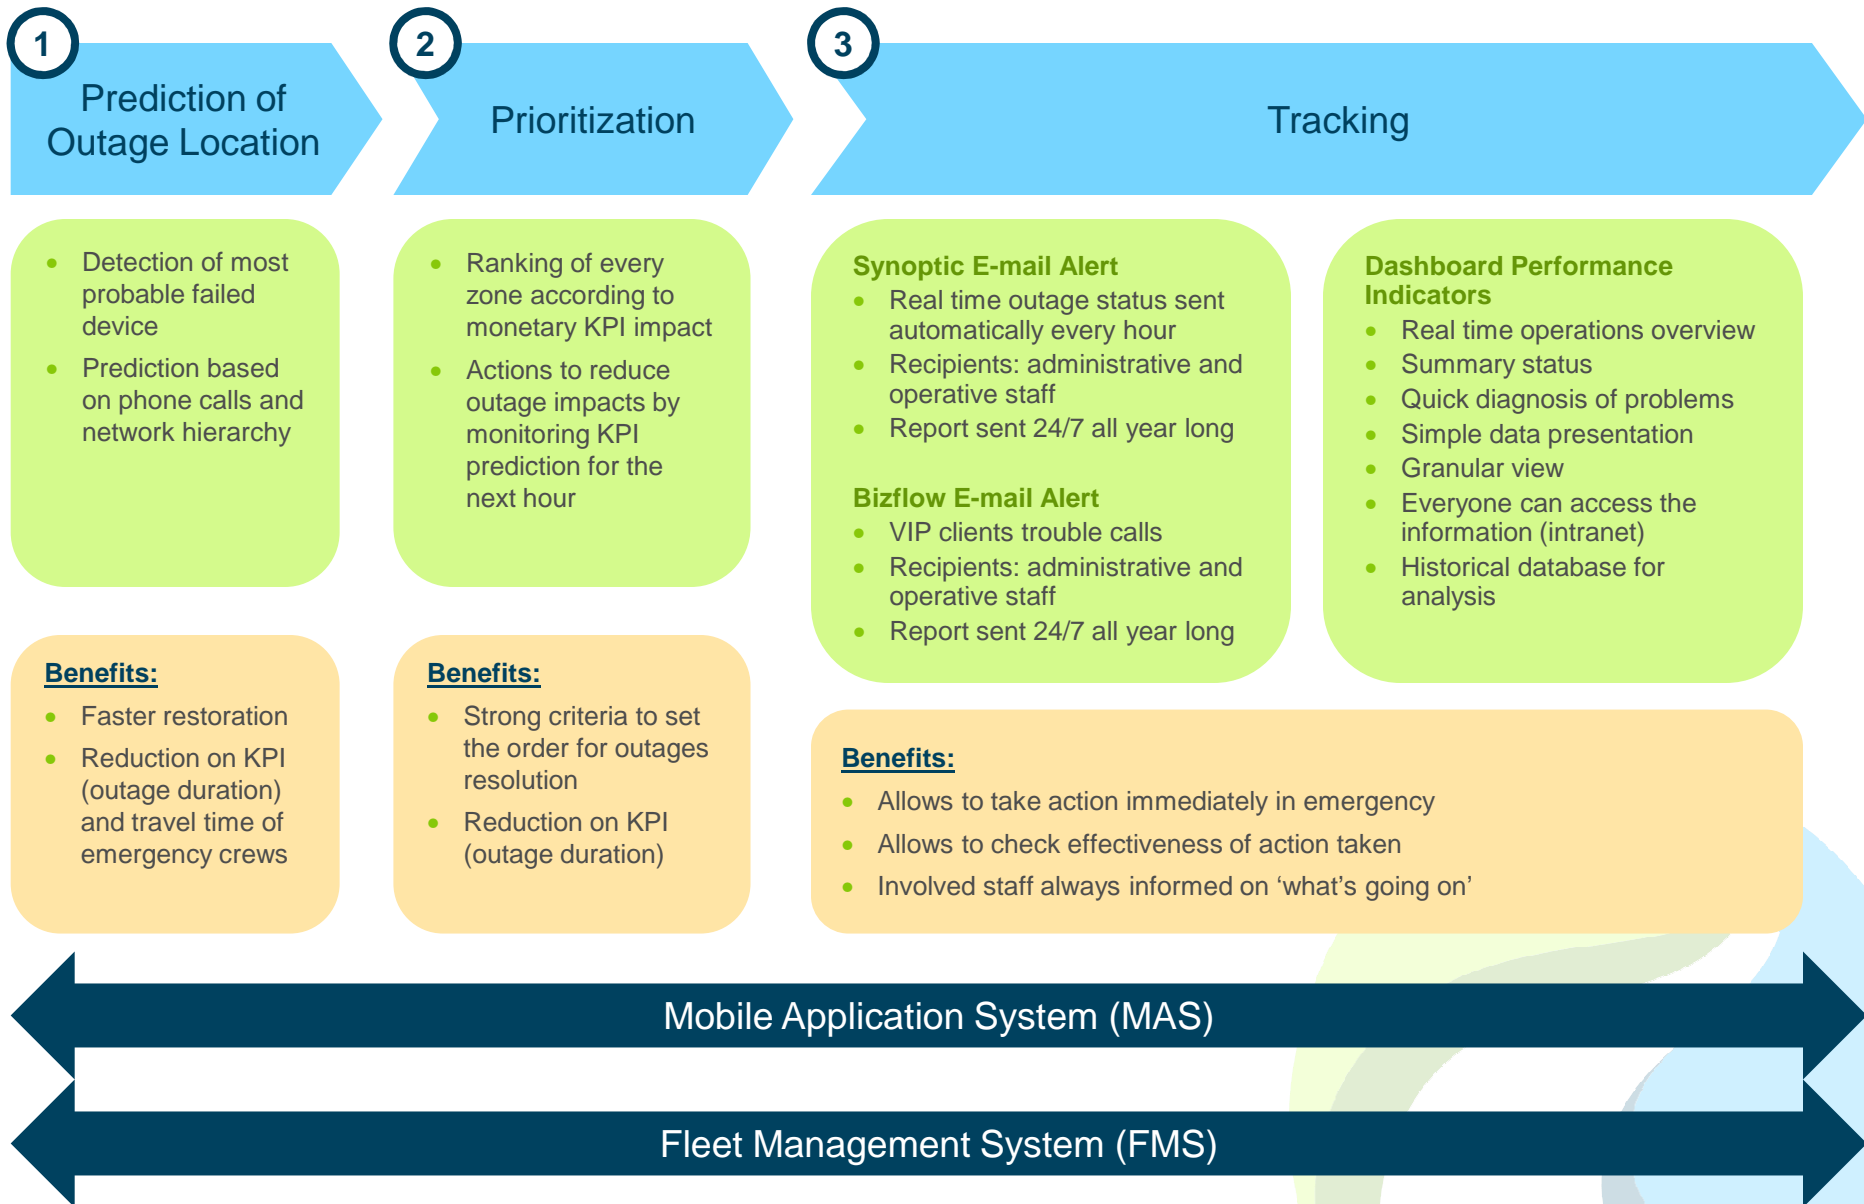 1
Prediction of
Outage Location
2
Prioritization
3
Tracking
• Detection of most
probable failed
device
• Prediction based
on phone calls and
network hierarchy
• Ranking of every
zone according to
monetary KPI impact
• Actions to reduce
outage impacts by
monitoring KPI
prediction for the
next hour
Synoptic E-mail Alert
• Real time outage status sent
automatically every hour
• Recipients: administrative and
operative staff
• Report sent 24/7 all year long
Bizflow E-mail Alert
• VIP clients trouble calls
• Recipients: administrative and
operative staff
• Report sent 24/7 all year long
Dashboard Performance
Indicators
• Real time operations overview
• Summary status
• Quick diagnosis of problems
• Simple data presentation
• Granular view
• Everyone can access the
information (intranet)
• Historical database for
analysis
Benefits:
• Faster restoration
• Reduction on KPI
(outage duration)
and travel time of
emergency crews
Benefits:
• Strong criteria to set
the order for outages
resolution
• Reduction on KPI
(outage duration)
Benefits:
• Allows to take action immediately in emergency
• Allows to check effectiveness of action taken
• Involved staff always informed on ‘what’s going on’
Mobile Application System (MAS)
Fleet Management System (FMS)